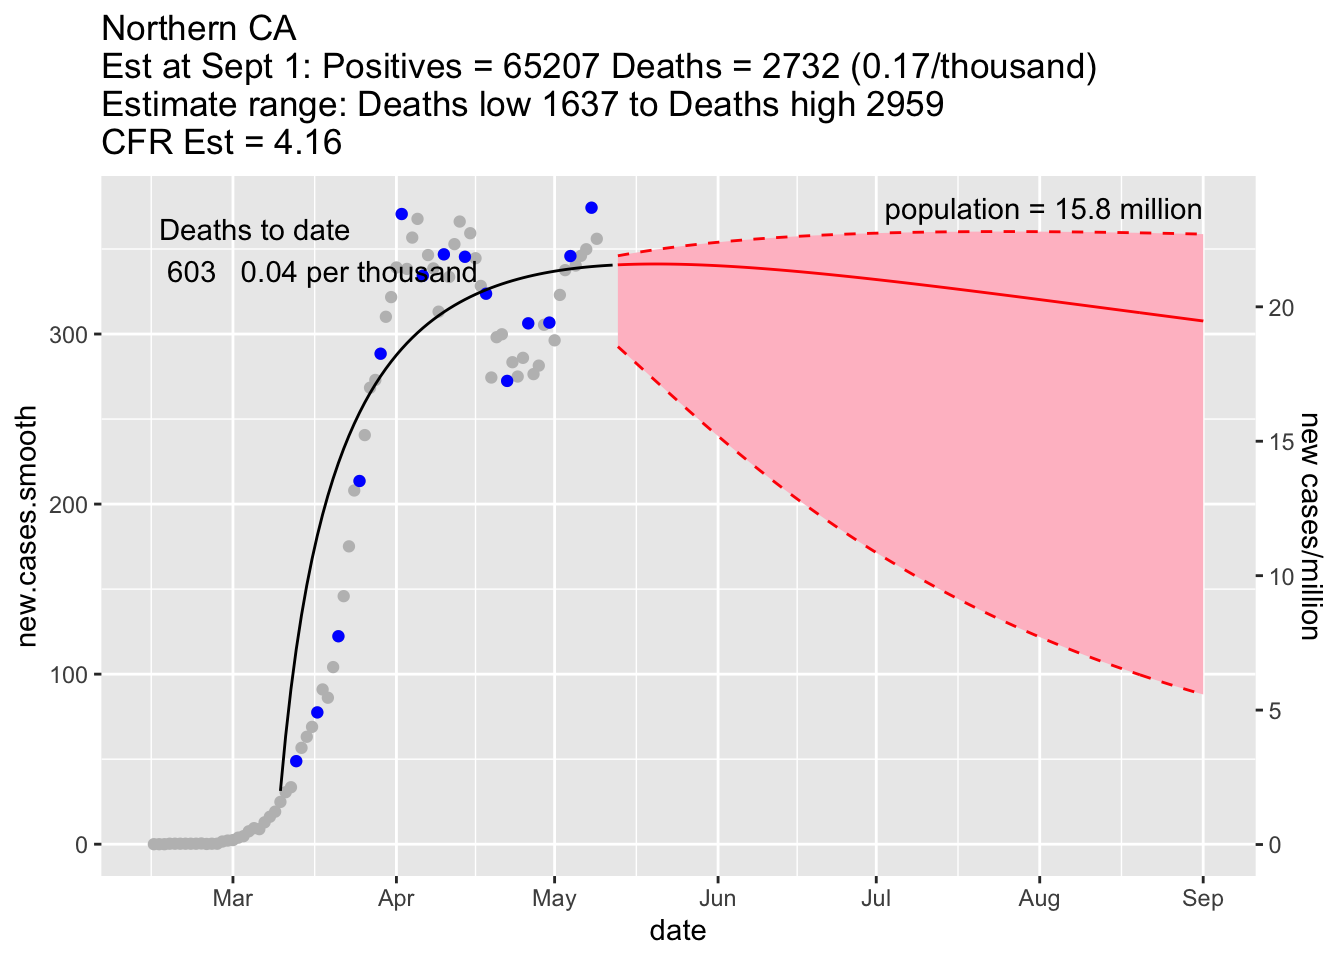 Northern CA
Est at Sept 1: Positives = 65207 Deaths = 2732 (0.17/thousand)
Estimate range: Deaths low 1637 to Deaths high 2959
CFR Est = 4.16
Deaths to date
603 0.04 per thousand
population = 15.8 million
new.cases.smooth
300
200
100
0
20
15
10
5
0
new cases/million
Mar Apr May Jun Jul Aug Sep
date